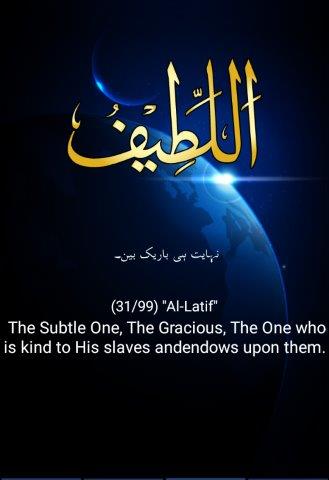 اَللَّطِيْفُ
نہایت ہی باریک بین۔
(31/99) "Al-Latif"
The Subtle One, The Gracious, The One who
is kind to His slaves andendows upon them.